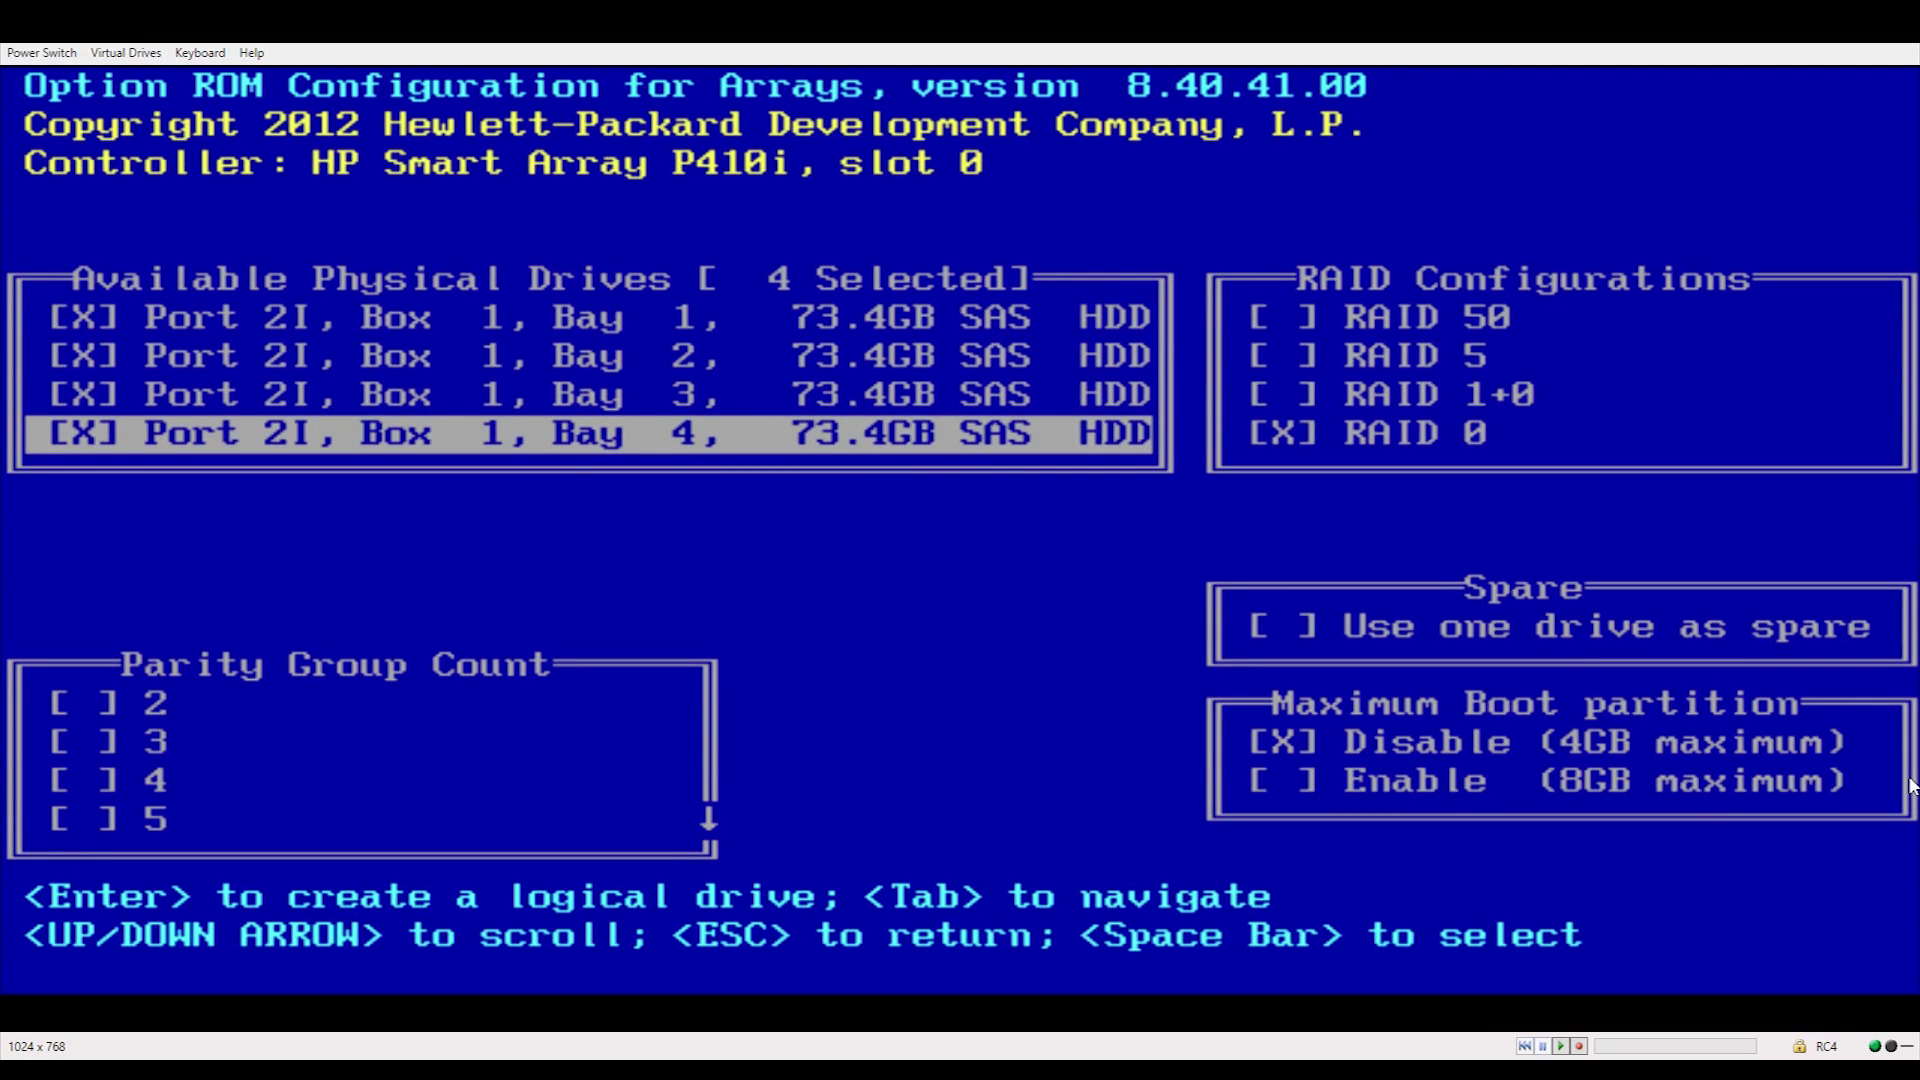 Power Switch Virtual Drives Keyboard Help
Option ROM Configuration for Arrays, version 8.40.41.00
Copyright 2012 Hewlett-Packard Development Company, L.P.
Controller: HP Smart Array P410i, slot 0
Available Physical Drives [ 4 Selected]
[X] Port 2I, Box 1, Bay 1, 73.4GB SAS HDD
[X] Port 2I, Box 1, Bay 2, 73.4GB SAS HDD
[X] Port 2I, Box 1, Bay 3, 73.4GB SAS HDD
[X] Port 2I, Box 1, Bay 4, 73.4GB SAS HDD
RAID Configurations
[ ] RAID 50
[ ] RAID 5
[ ] RAID 1+0
[X] RAID 0
Spare
[ ] Use one drive as spare
Parity Group Count
[ ] 2
[ ] 3
[ ] 4
[ ] 5
Maximum Boot partition
[X] Disable (4GB maximum)
[ ] Enable (8GB maximum)
<Enter> to create a logical drive; <Tab> to navigate
<UP/DOWN ARROW> to scroll; <ESC> to return; <Space Bar> to select
1024 x 768
RC4